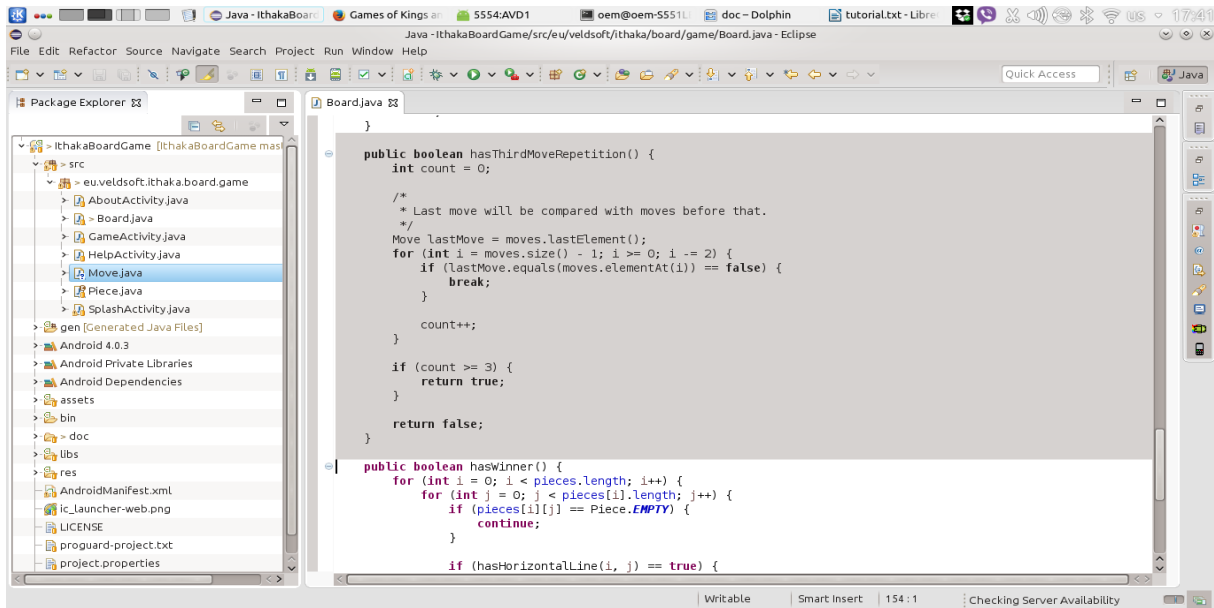 Java - IthakaBoard
Games of Kings an
5554:AVD1
oem@oem-S551L
doc – Dolphin
tutorial.txt - Libre
us
17:41
Java - IthakaBoardGame/src/eu/veldsoft/ithaka/board/game/Board.java - Eclipse
File Edit Refactor Source Navigate Search Project Run Window Help
Quick Access
Java
Package Explorer
> IthakaBoardGame [IthakaBoardGame mast
> src
> eu.veldsoft.ithaka.board.game
AboutActivity.java
> Board.java
GameActivity.java
HelpActivity.java
Move.java
Piece.java
SplashActivity.java
gen [Generated Java Files]
Android 4.0.3
Android Private Libraries
Android Dependencies
assets
bin
> doc
libs
res
AndroidManifest.xml
ic_launcher-web.png
LICENSE
proguard-project.txt
project.properties
Board.java
}
public boolean hasThirdMoveRepetition() {
int count = 0;
/*
* Last move will be compared with moves before that.
*/
Move lastMove = moves.lastElement();
for (int i = moves.size() - 1; i >= 0; i -= 2) {
if (lastMove.equals(moves.elementAt(i)) == false) {
break;
}
count++;
}
if (count >= 3) {
return true;
}
return false;
}
public boolean hasWinner() {
for (int i = 0; i < pieces.length; i++) {
for (int j = 0; j < pieces[i].length; j++) {
if (pieces[i][j] == Piece.EMPTY) {
continue;
}
if (hasHorizontalLine(i, j) == true) {
Writable
Smart Insert
154 : 1
Checking Server Availability